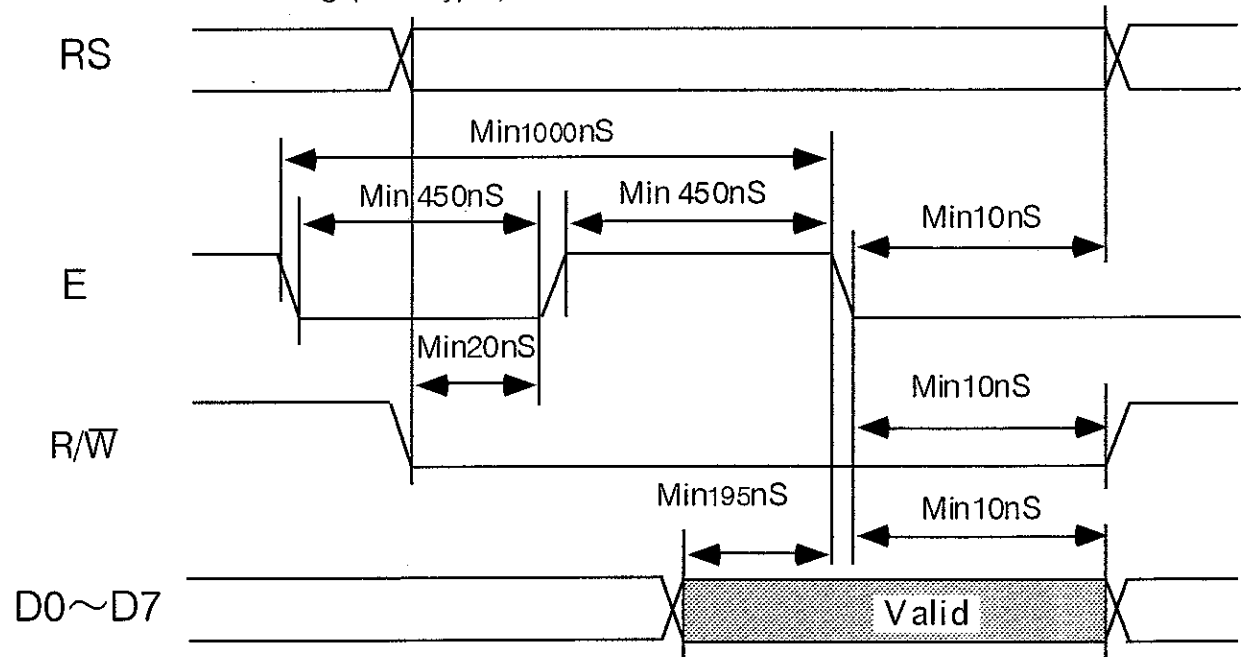 RS
Min1000nS
Min 450nS Min 450nS
Min10nS
E
Min20nS
Min10nS
R/W̅
Min195nS
Min10nS
D0～D7
Valid